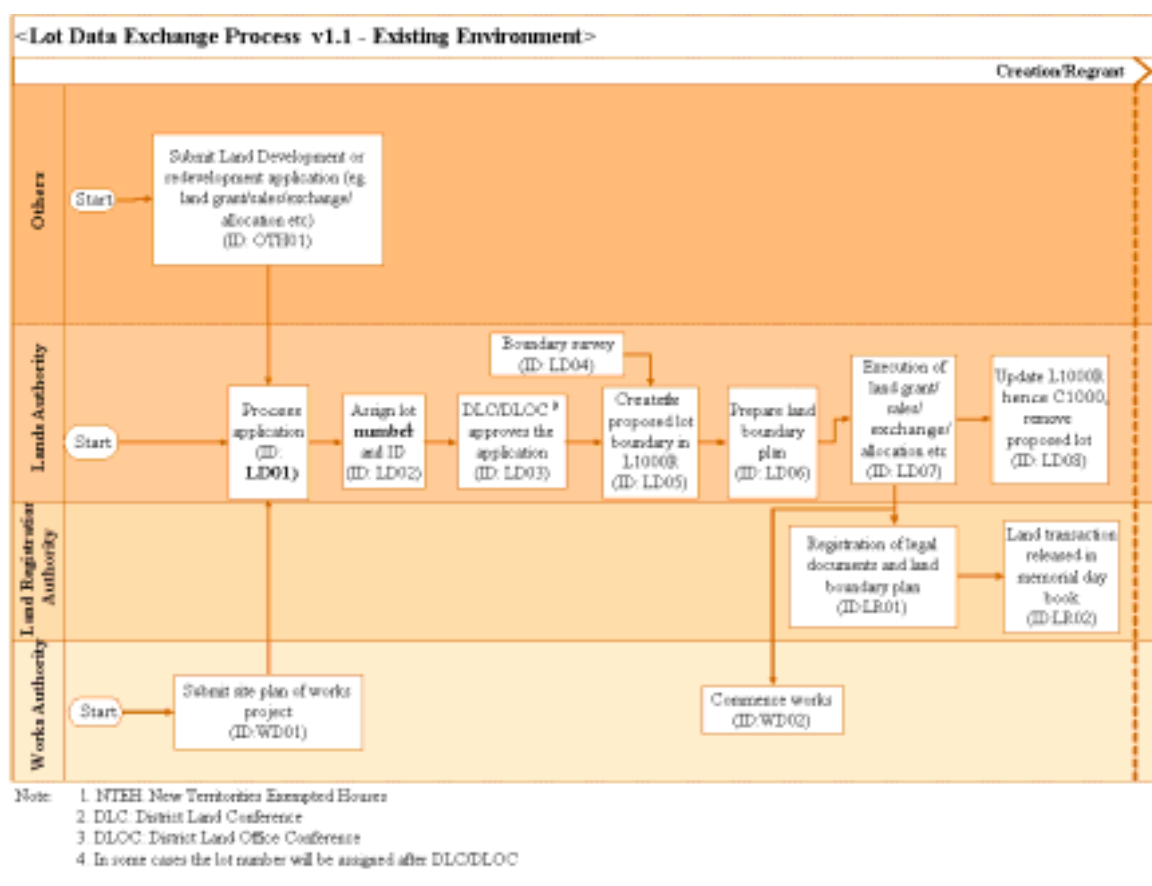 <Lot Data Exchange Process v1.1 - Existing Environment>
Creation/Regrant
Others
Start
Submit Land Development or
redevelopment application (eg.
land grant/sales/exchange/
allocation etc)
(ID: OTH01)
Lands Authority
Start
Process
application
(ID:
LD01)
Assign lot
number
and ID
(ID: LD02)
DLC/DLOC
approves the
application
(ID: LD03)
Boundary survey
(ID: LD04)
Create the
proposed lot
boundary in
L1000R
(ID: LD05)
Prepare land
boundary
plan
(ID: LD06)
Execution of
land grant/
sales/
exchange/
allocation etc
(ID: LD07)
Update L1000R
hence C1000,
remove
proposed lot
(ID: LD08)
Land Registration
Authority
Registration of legal
documents and land
boundary plan
(ID:LR01)
Land transaction
released in
memorial day
book
(ID:LR02)
Works Authority
Start
Submit site plan of works
project
(ID:WD01)
Commence works
(ID:WD02)
Note: 1. NTEH: New Territories Exempted Houses
2. DLC: District Land Conference
3. DLOC: District Land Office Conference
4. In some cases the lot number will be assigned after DLC/DLOC